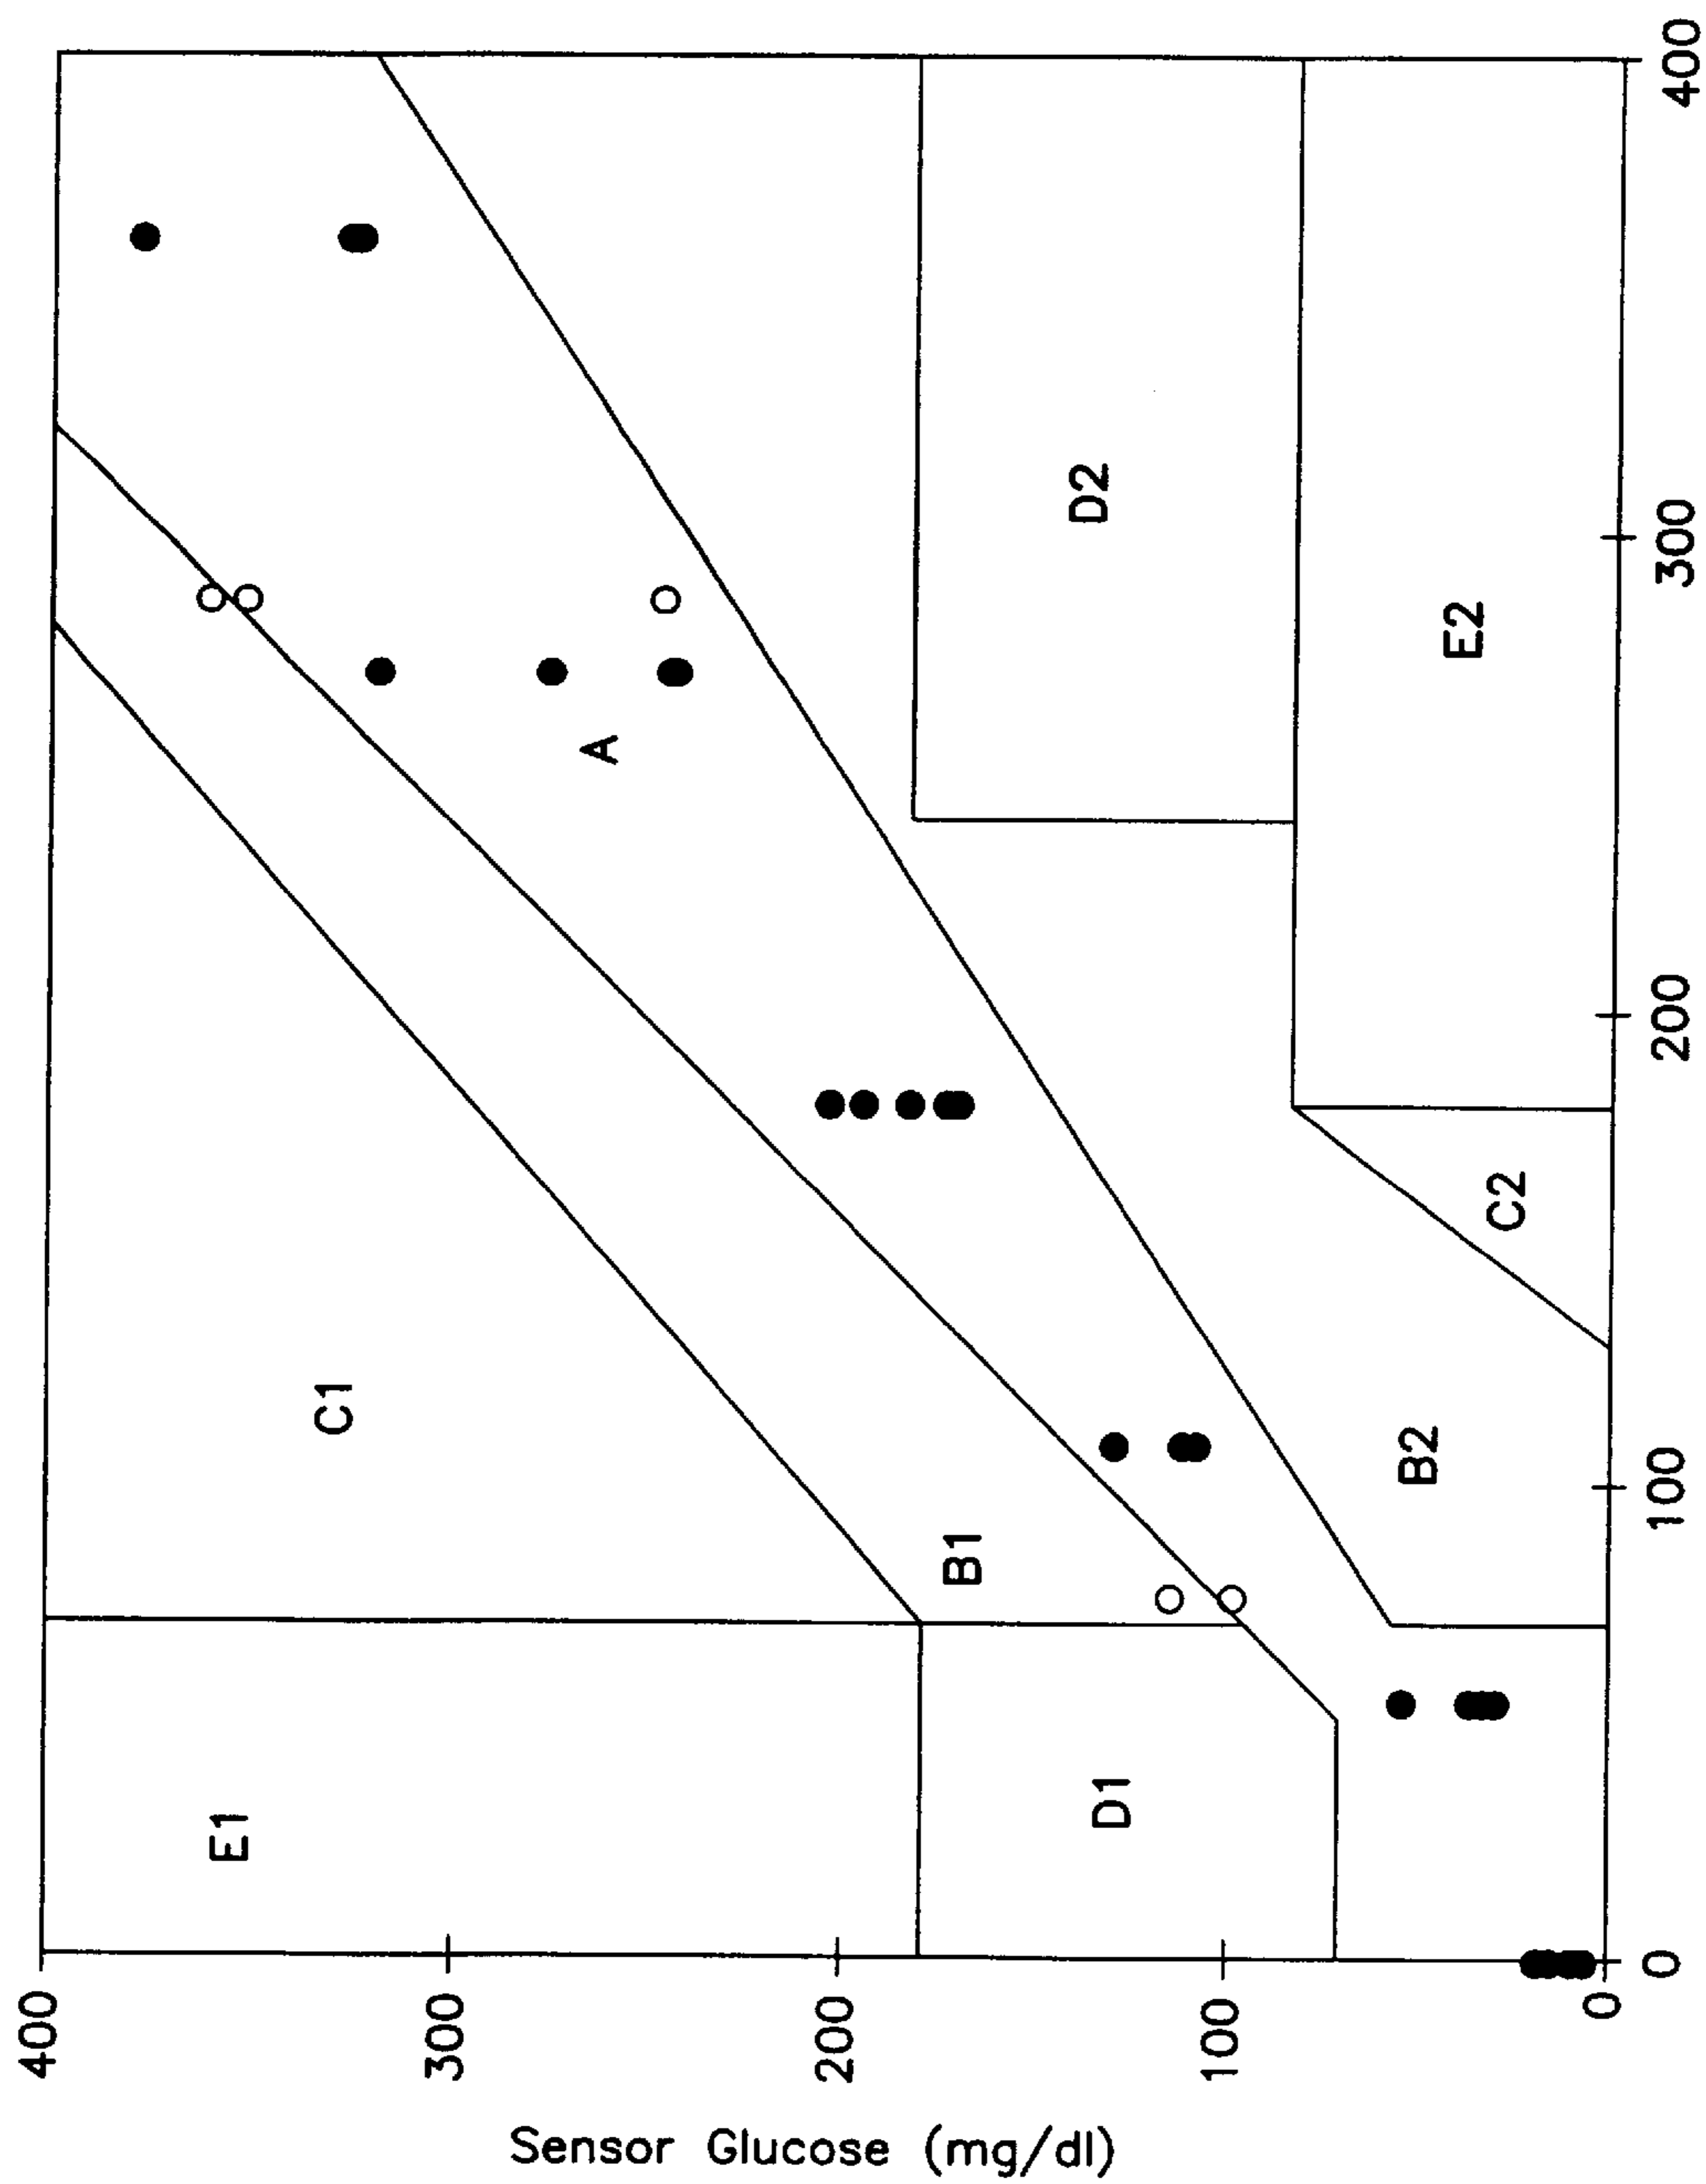 400
E1
C1
300
A
Sensor Glucose (mg/dl)
200
B1
D2
D1
100
B2
E2
C2
0
0 100 200 300 400